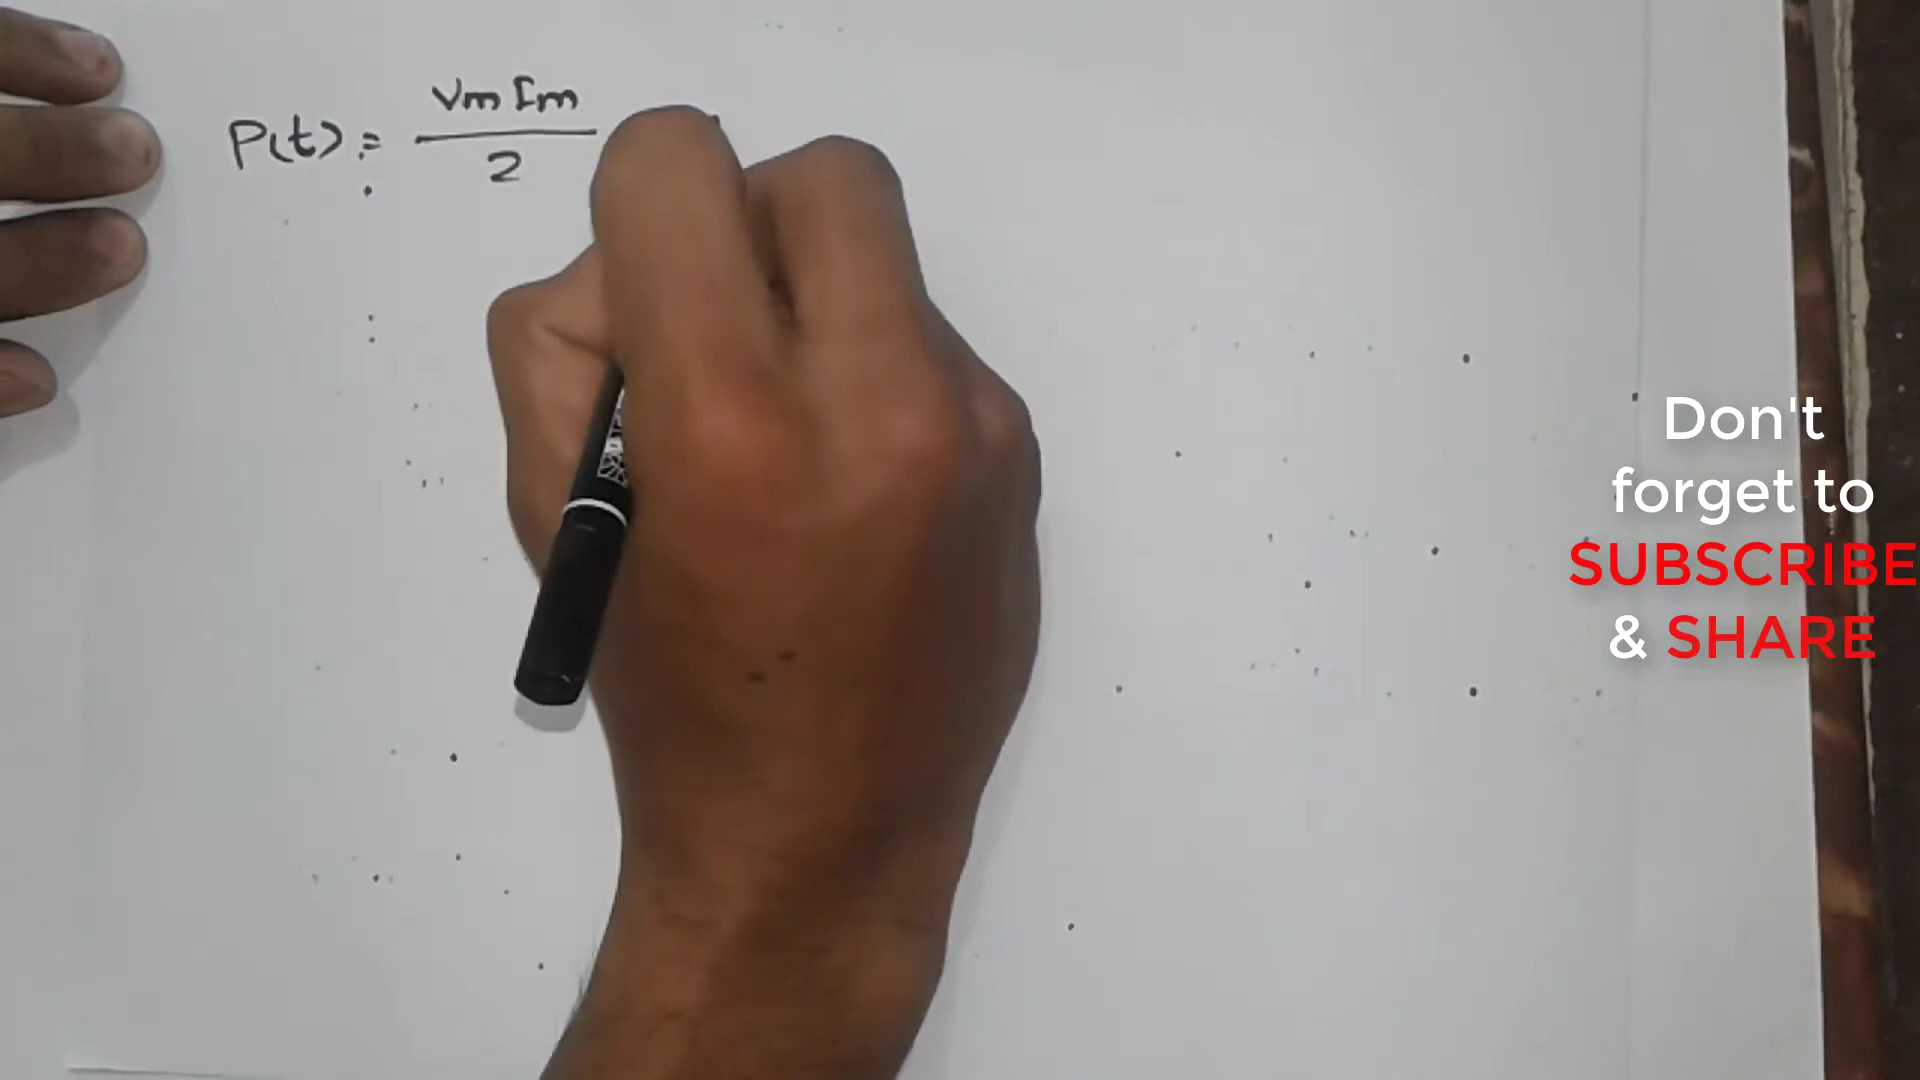 P(t) = Vm Im
2
Don't
forget to
SUBSCRIBE
& SHARE